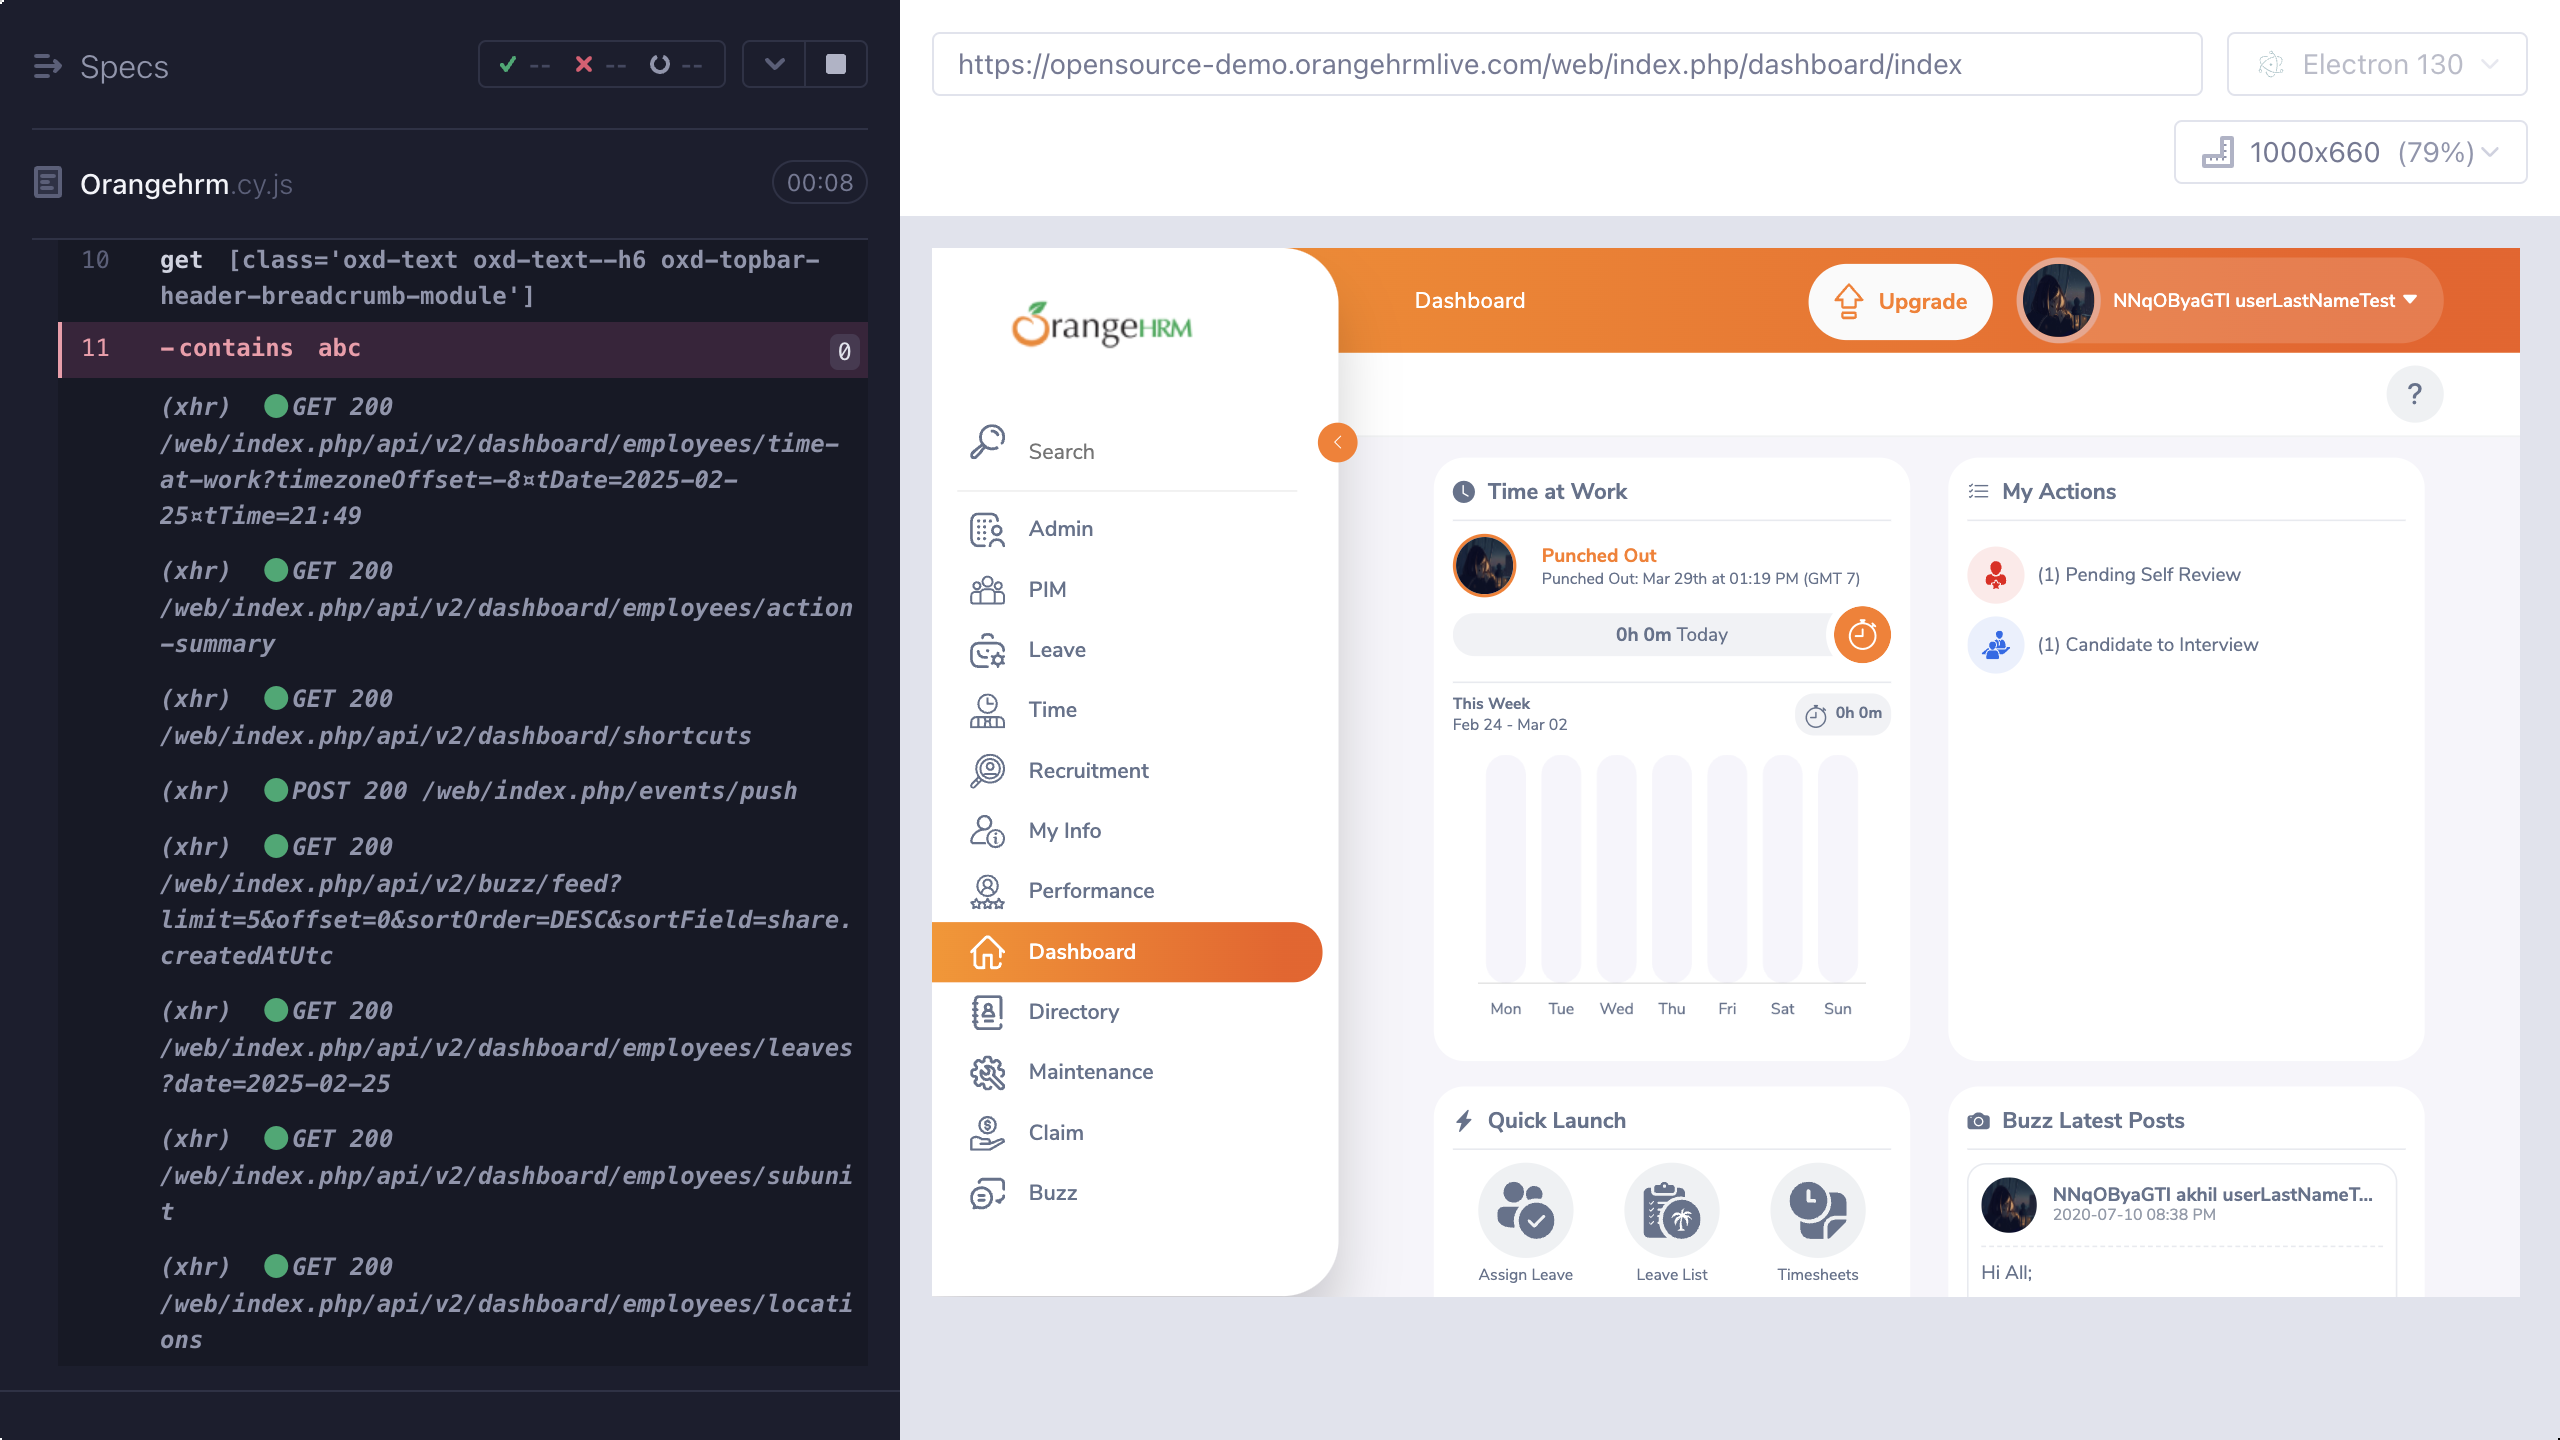 Specs
-- -- --
Orangehrm.cy.js
00:08
10 get [class='oxd-text oxd-text--h6 oxd-topbar-
header-breadcrumb-module']
11 -contains abc 0
(xhr) GET 200
/web/index.php/api/v2/dashboard/employees/time-
at-work?timezoneOffset=-8¤tDate=2025-02-
25¤tTime=21:49
(xhr) GET 200
/web/index.php/api/v2/dashboard/employees/action
-summary
(xhr) GET 200
/web/index.php/api/v2/dashboard/shortcuts
(xhr) POST 200 /web/index.php/events/push
(xhr) GET 200
/web/index.php/api/v2/buzz/feed?
limit=5&offset=0&sortOrder=DESC&sortField=share.
createdAtUtc
(xhr) GET 200
/web/index.php/api/v2/dashboard/employees/leaves
?date=2025-02-25
(xhr) GET 200
/web/index.php/api/v2/dashboard/employees/subuni
t
(xhr) GET 200
/web/index.php/api/v2/dashboard/employees/locati
ons
https://opensource-demo.orangehrmlive.com/web/index.php/dashboard/index
Electron 130
1000x660 (79%)
OrangeHRM
Search
Admin
PIM
Leave
Time
Recruitment
My Info
Performance
Dashboard
Directory
Maintenance
Claim
Buzz
Dashboard
Upgrade
NNqOByaGTI userLastNameTest
?
Time at Work
Punched Out
Punched Out: Mar 29th at 01:19 PM (GMT 7)
0h 0m Today
This Week
Feb 24 - Mar 02
0h 0m
Mon Tue Wed Thu Fri Sat Sun
My Actions
(1) Pending Self Review
(1) Candidate to Interview
Quick Launch
Assign Leave
Leave List
Timesheets
Buzz Latest Posts
NNqOByaGTI akhil userLastNameT...
2020-07-10 08:38 PM
Hi All;